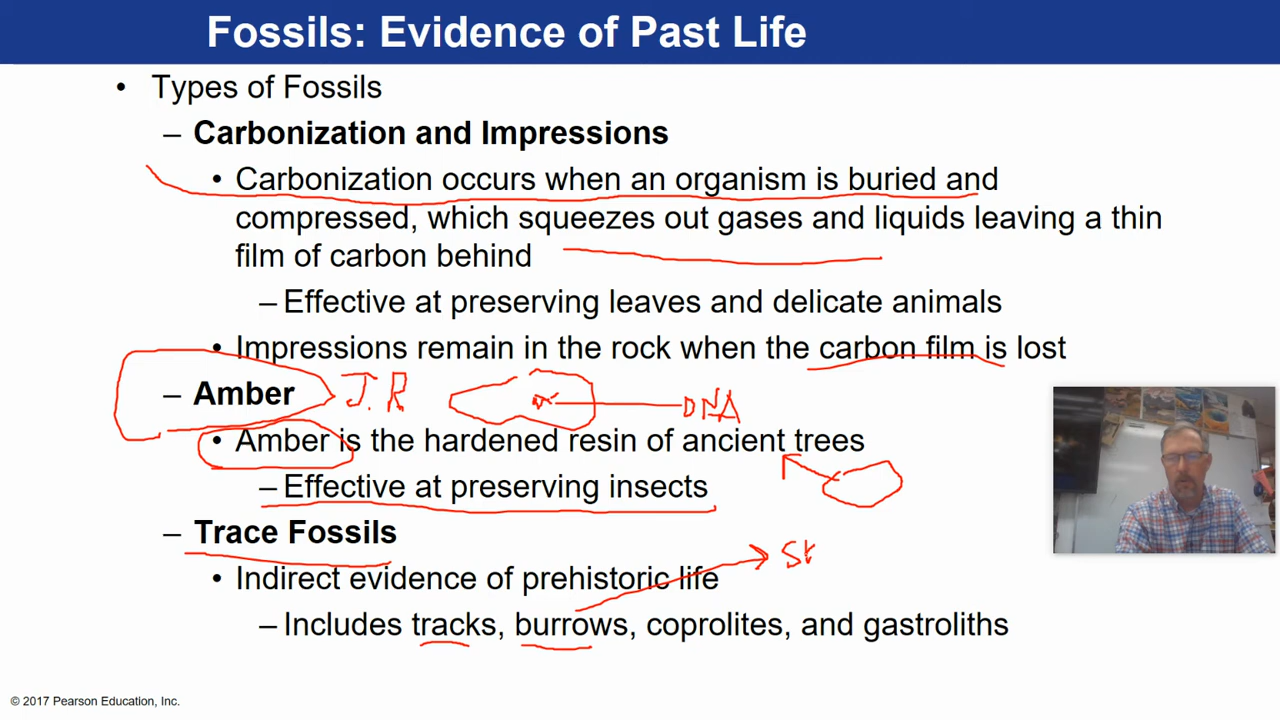 Fossils: Evidence of Past Life
• Types of Fossils
– Carbonization and Impressions
• Carbonization occurs when an organism is buried and
compressed, which squeezes out gases and liquids leaving a thin
film of carbon behind
– Effective at preserving leaves and delicate animals
• Impressions remain in the rock when the carbon film is lost
– Amber J.R DNA
• Amber is the hardened resin of ancient trees
– Effective at preserving insects
– Trace Fossils
St
• Indirect evidence of prehistoric life
– Includes tracks, burrows, coprolites, and gastroliths
© 2017 Pearson Education, Inc.